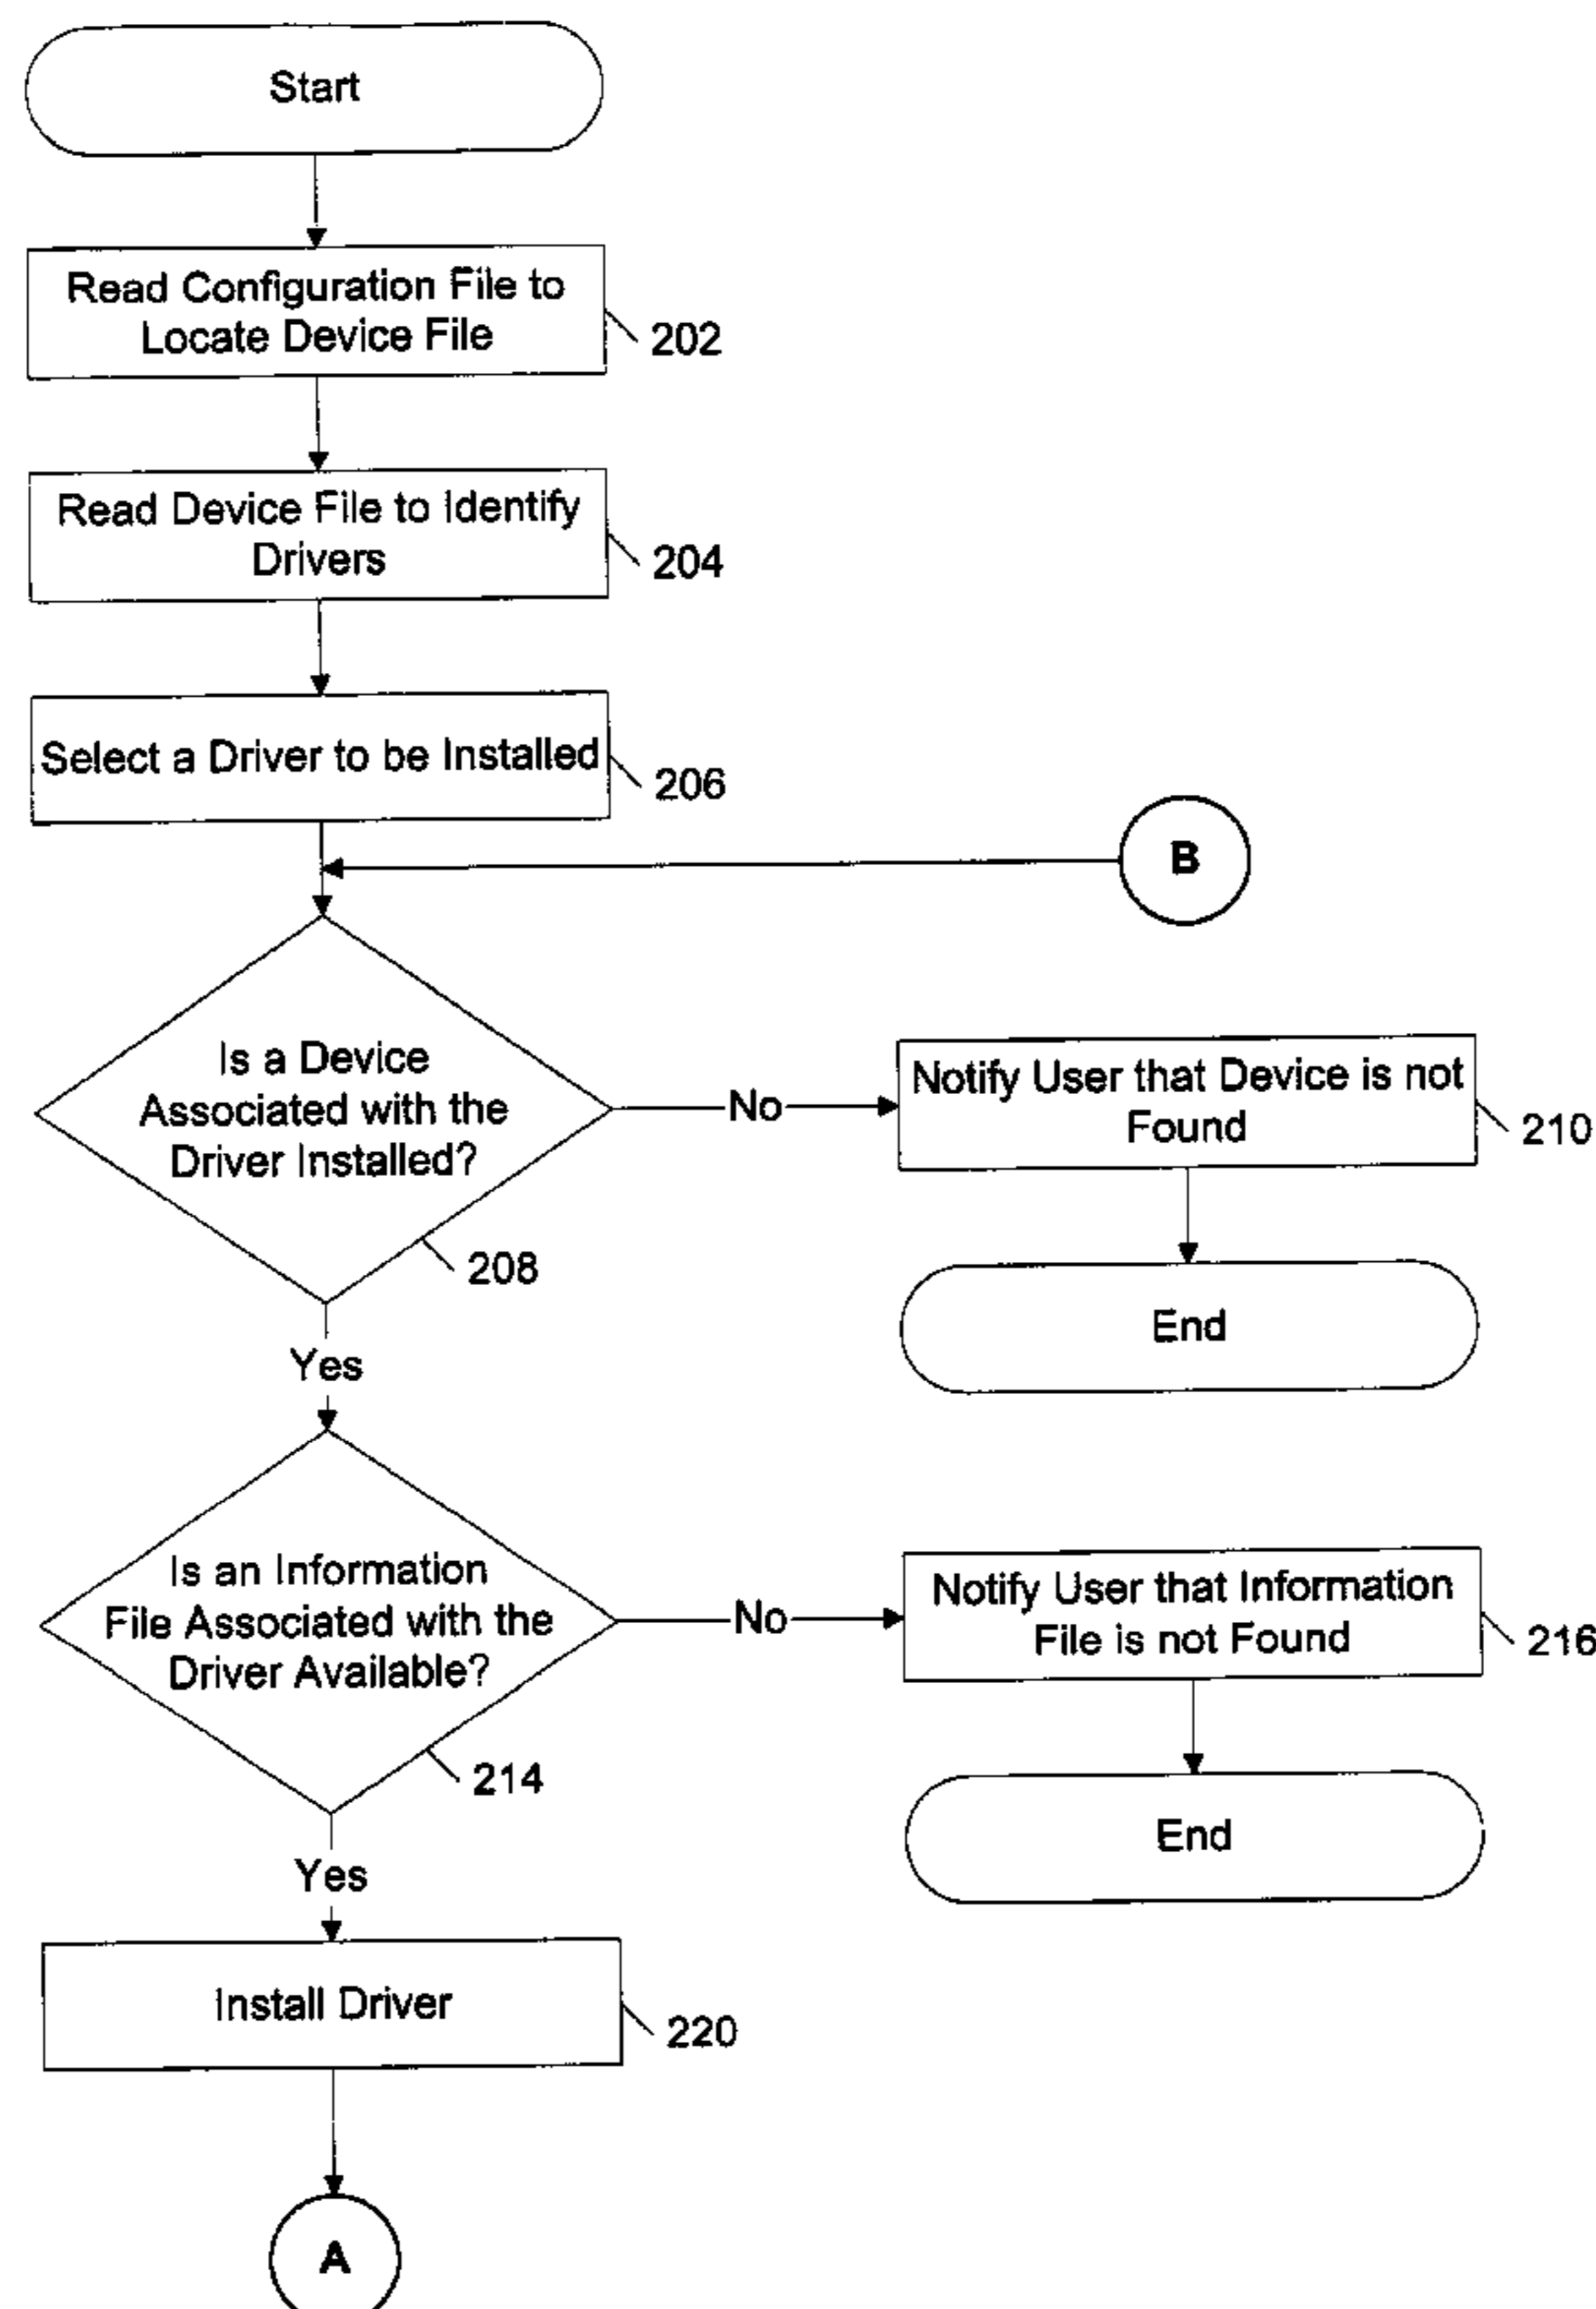 Start
Read Configuration File to
Locate Device File
202
Read Device File to Identify
Drivers
204
Select a Driver to be Installed
206
B
Is a Device
Associated with the
Driver Installed?
208
No
Notify User that Device is not
Found
210
End
Yes
Is an Information
File Associated with the
Driver Available?
214
No
Notify User that Information
File is not Found
216
End
Yes
Install Driver
220
A